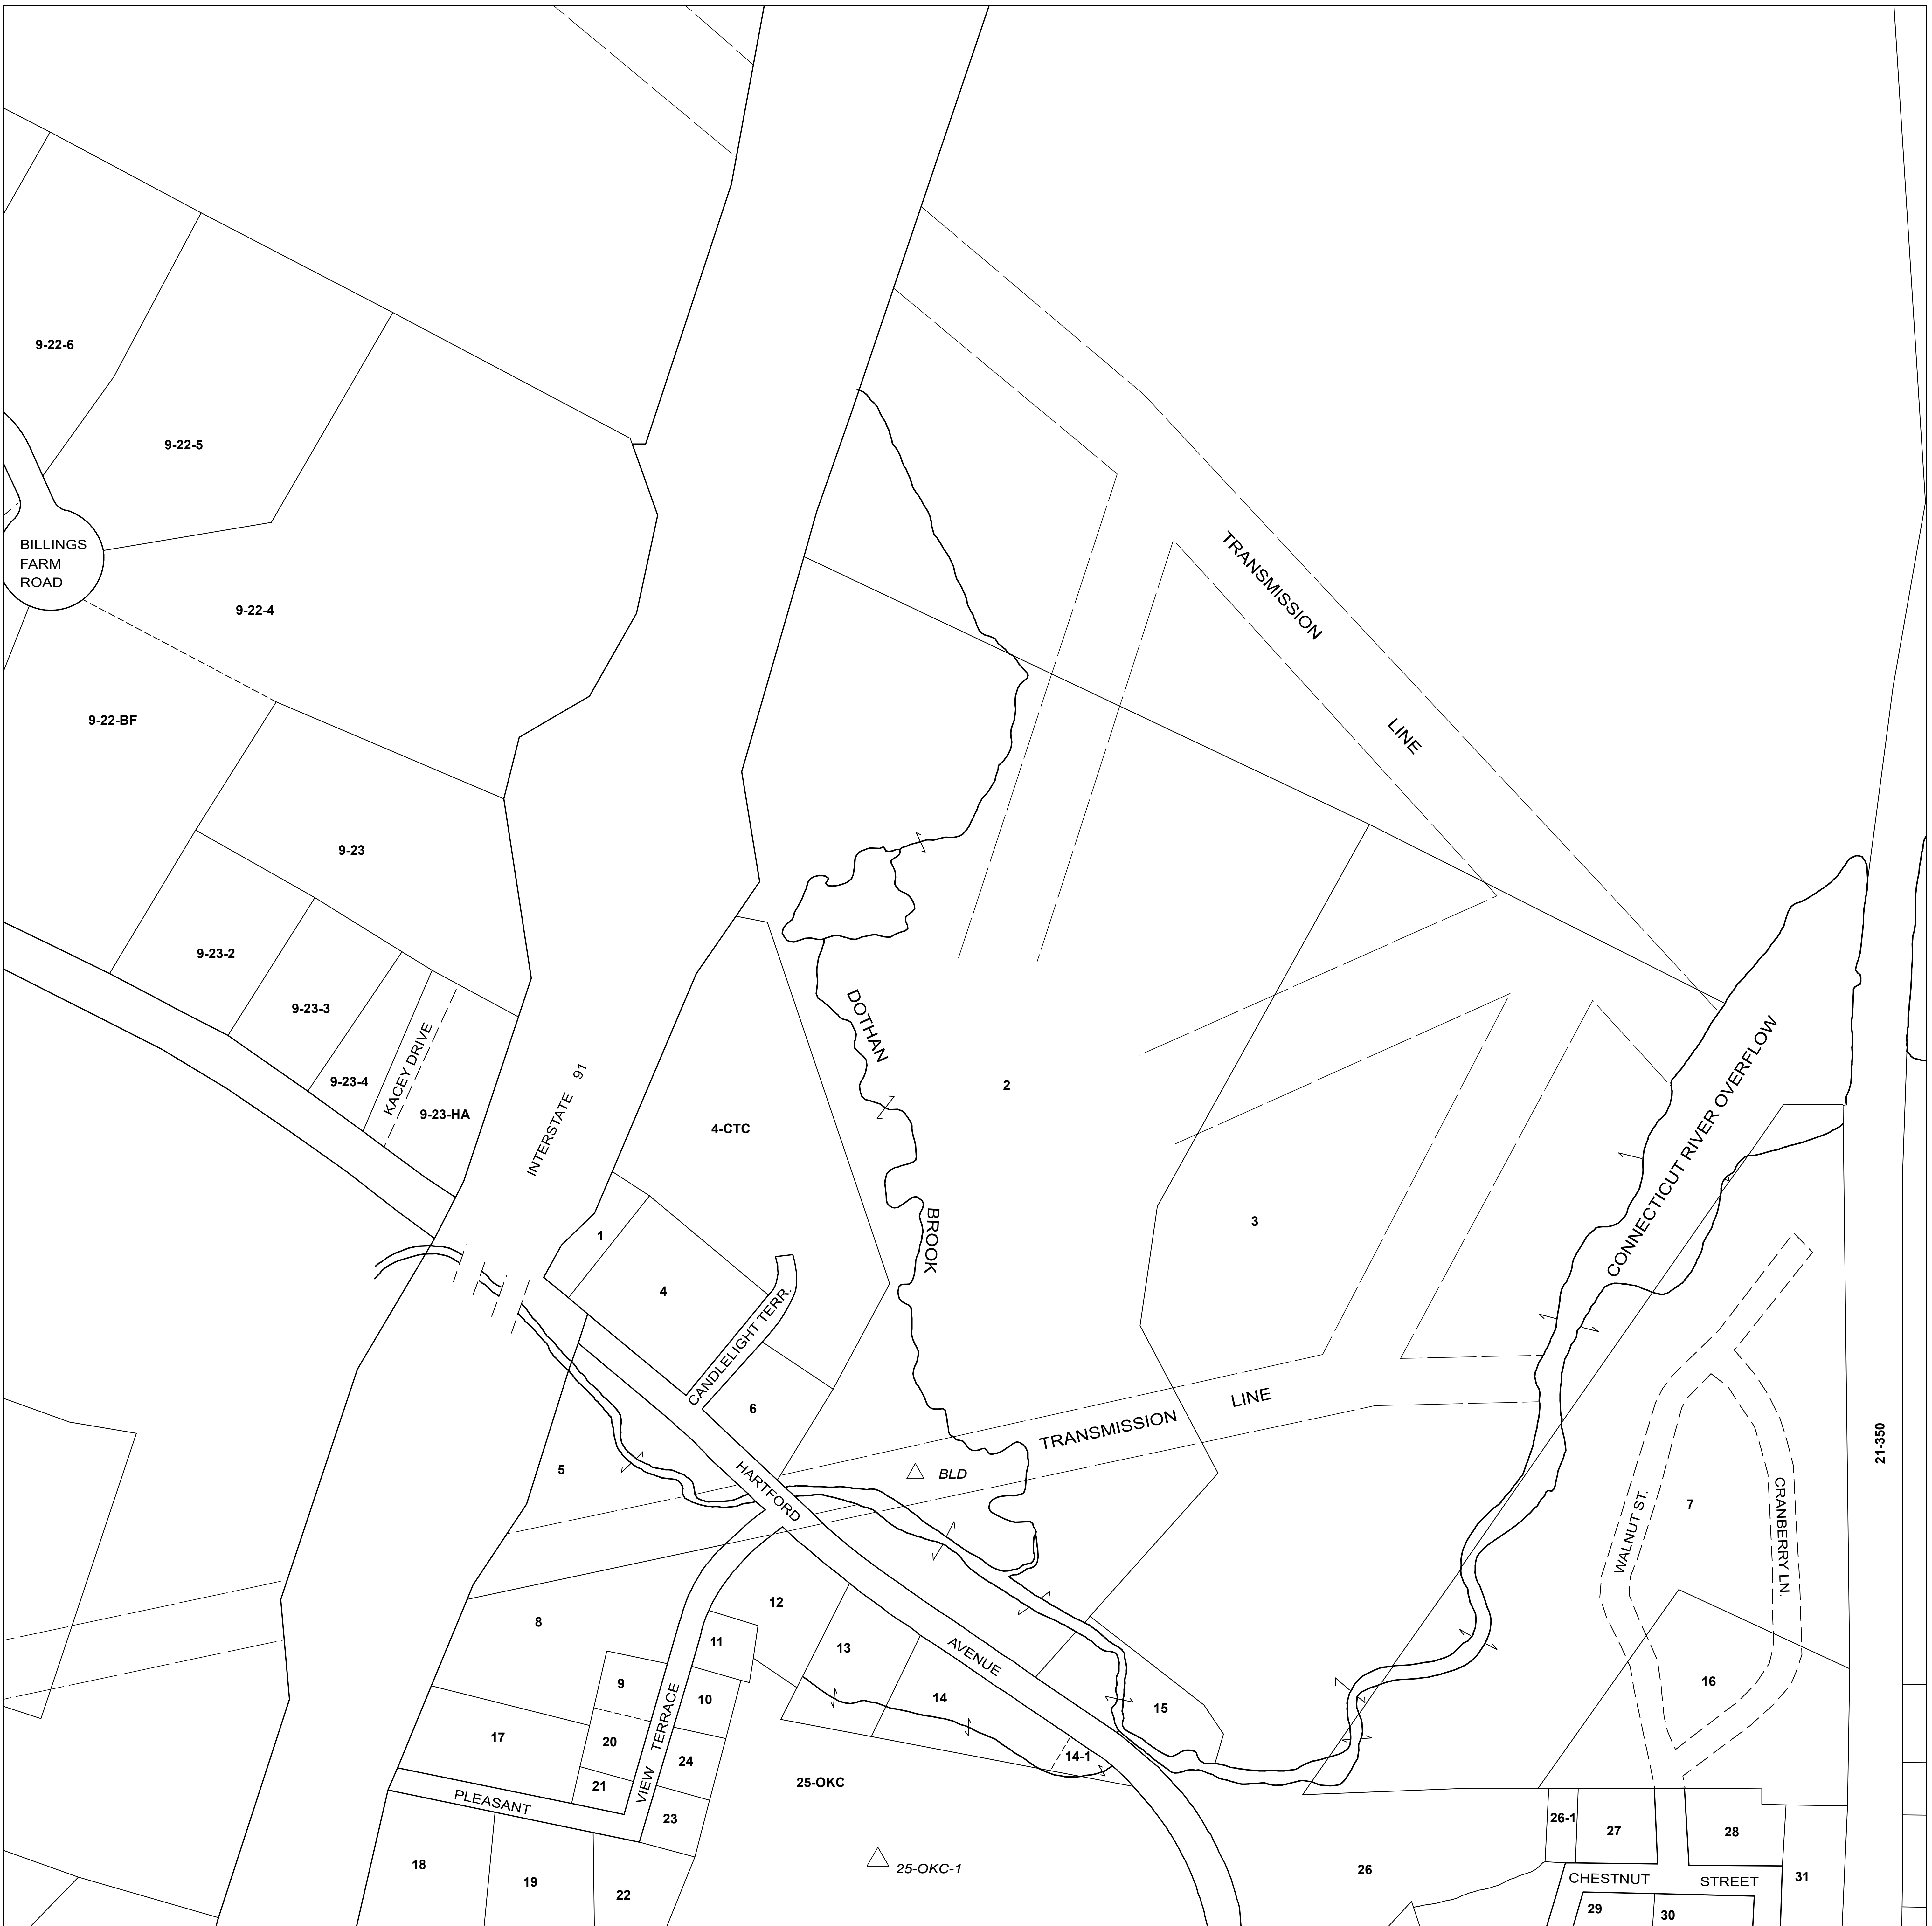 9-22-6
9-22-5
BILLINGS
FARM
ROAD
9-22-4
9-22-BF
TRANSMISSION
LINE
9-23
9-23-2
9-23-3
9-23-4
KACEY DRIVE
9-23-HA
INTERSTATE 91
4-CTC
DOTHAN
BROOK
2
3
CONNECTICUT RIVER OVERFLOW
1
4
CANDLELIGHT TERR.
6
5
TRANSMISSION LINE
BLD
HARTFORD
AVENUE
21-350
7
WALNUT ST.
CRANBERRY LN.
8
12
11
13
9
10
14
15
16
17
20
24
VIEW TERRACE
14-1
21
PLEASANT
25-OKC
23
26-1
27
28
18
19
22
25-OKC-1
26
CHESTNUT STREET
31
29
30